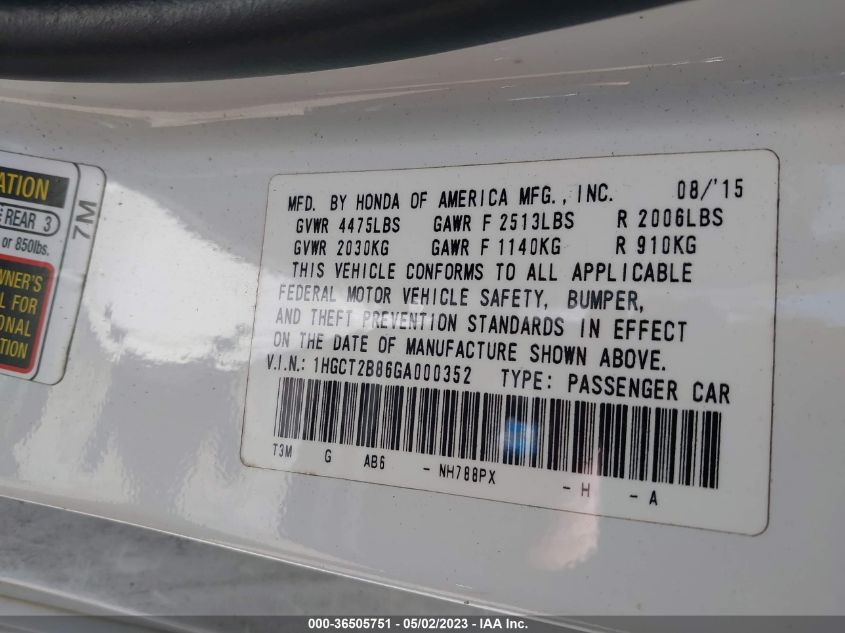 ATION
REAR 3
or 850lbs.
7M
WNER'S
L FOR
IONAL
TION
MFD. BY HONDA OF AMERICA MFG., INC. 08/'15
GVWR 4475LBS GAWR F 2513LBS R 2006LBS
GVWR 2030KG GAWR F 1140KG R 910KG
THIS VEHICLE CONFORMS TO ALL APPLICABLE
FEDERAL MOTOR VEHICLE SAFETY, BUMPER,
AND THEFT PREVENTION STANDARDS IN EFFECT
ON THE DATE OF MANUFACTURE SHOWN ABOVE.
V.I.N.: 1HGCT2B86GA000352 TYPE: PASSENGER CAR
T3M G AB6 - NH788PX - H - A
000-36505751 - 05/02/2023 - IAA Inc.